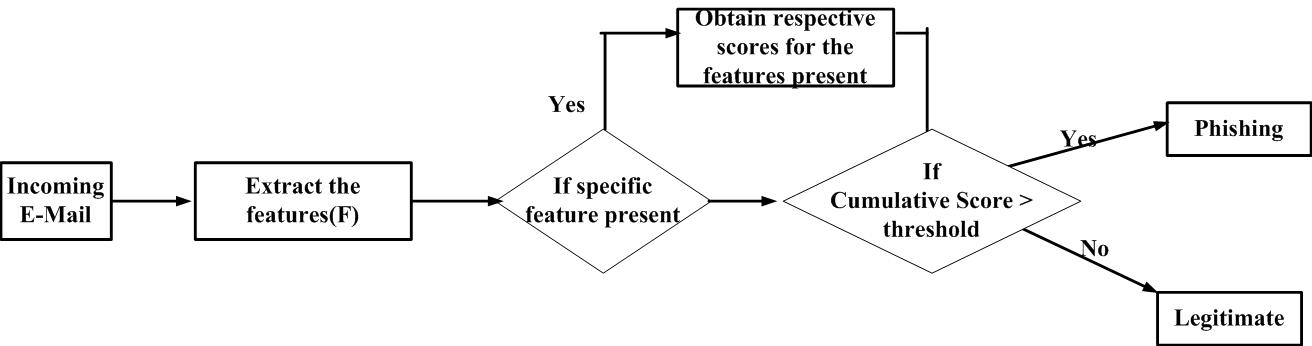 Incoming
E-Mail
Extract the
features(F)
If specific
feature present
Yes
Obtain respective
scores for the
features present
If
Cumulative Score >
threshold
Yes
Phishing
No
Legitimate